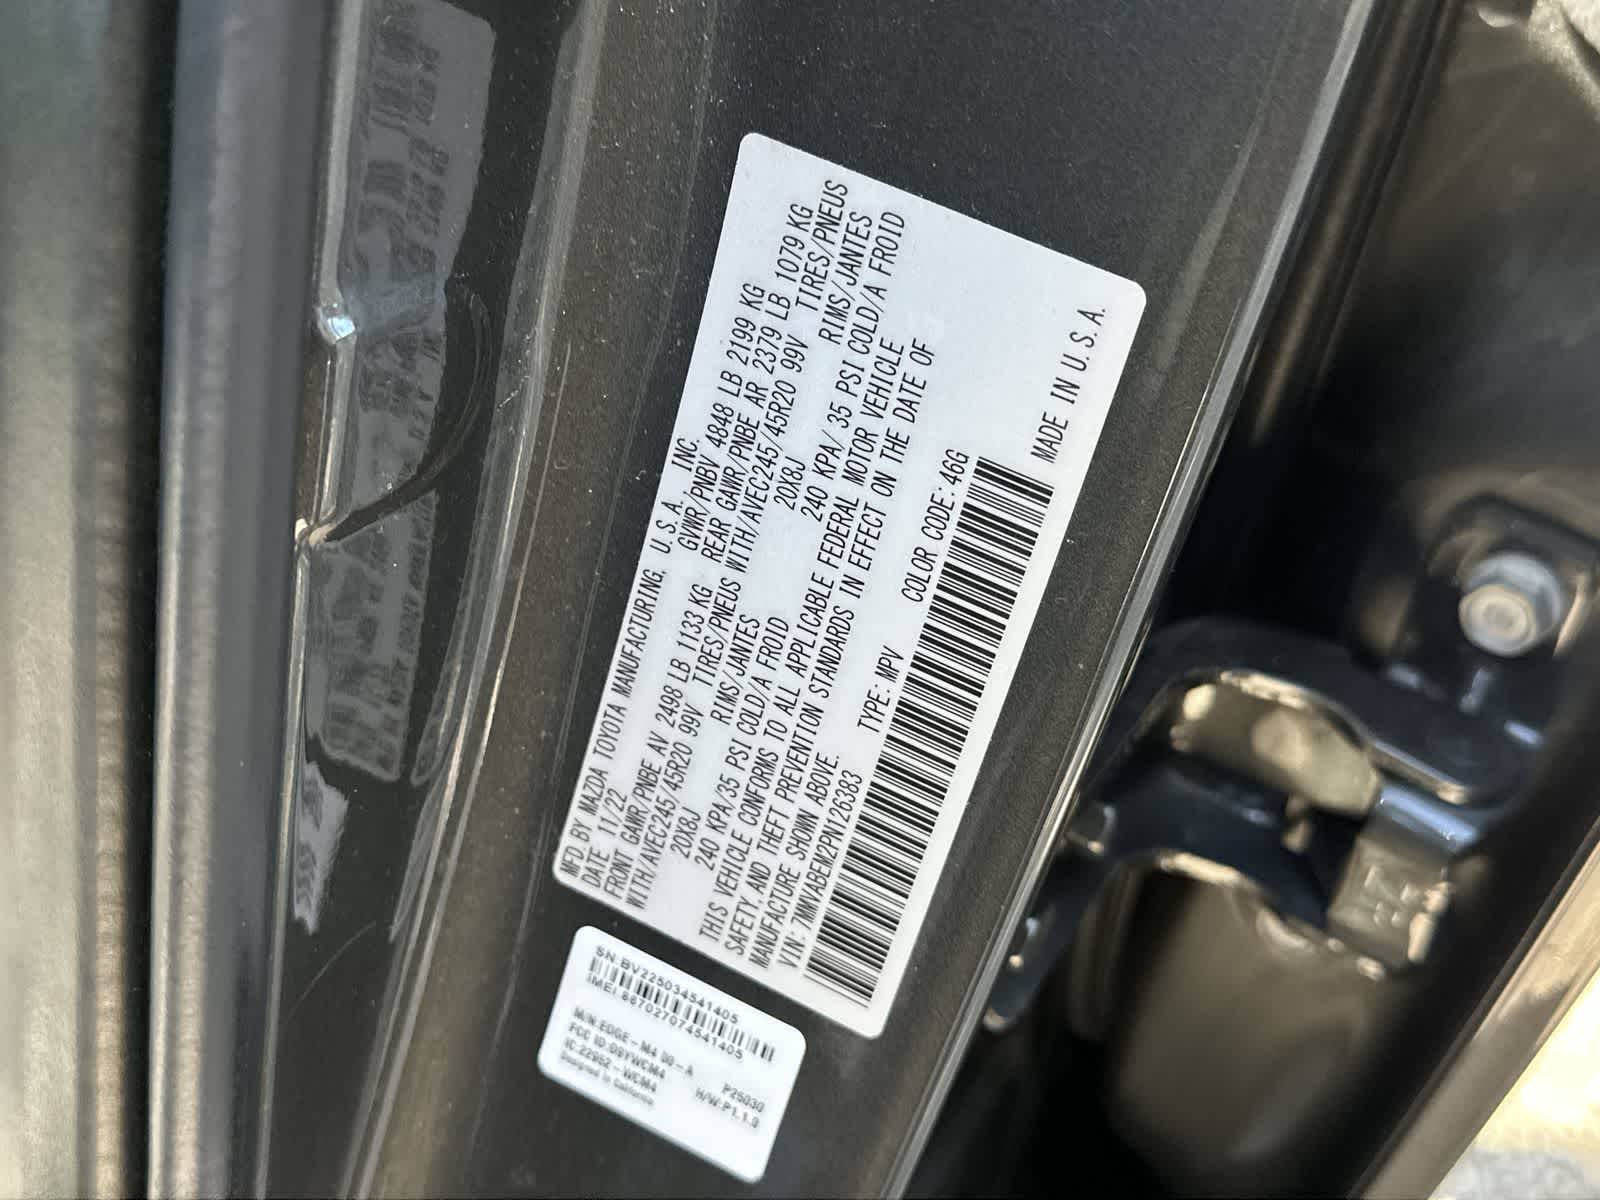 MFD BY MAZDA TOYOTA MANUFACTURING, U.S.A. INC.
DATE 11/22 GVWR/PNBV 4848 LB 2199 KG
FRONT GAWR/PNBE AV 2498 LB 1133 KG REAR GAWR/PNBE AR 2379 LB 1079 KG
WITH/AVEC245/45R20 99V TIRES/PNEUS WITH/AVEC245/45R20 99V TIRES/PNEUS
20X8J RIMS/JANTES 20X8J RIMS/JANTES
240 KPA/35 PSI COLD/A FROID 240 KPA/ 35 PSI COLD/A FROID
THIS VEHICLE CONFORMS TO ALL APPLICABLE FEDERAL MOTOR VEHICLE
SAFETY, AND THEFT PREVENTION STANDARDS IN EFFECT ON THE DATE OF
MANUFACTURE SHOWN ABOVE.
VIN: 7MMVABEM2PN126383 TYPE: MPV COLOR CODE: 46G
MADE IN U.S.A.
SN:BV225034541405
IMEI:867027074541405
M/N:EDGE-M4 DG-A P25030
FCC ID:D9YWCM4 H/W:P1.1.0
IC:22952-WCM4
Designed in California